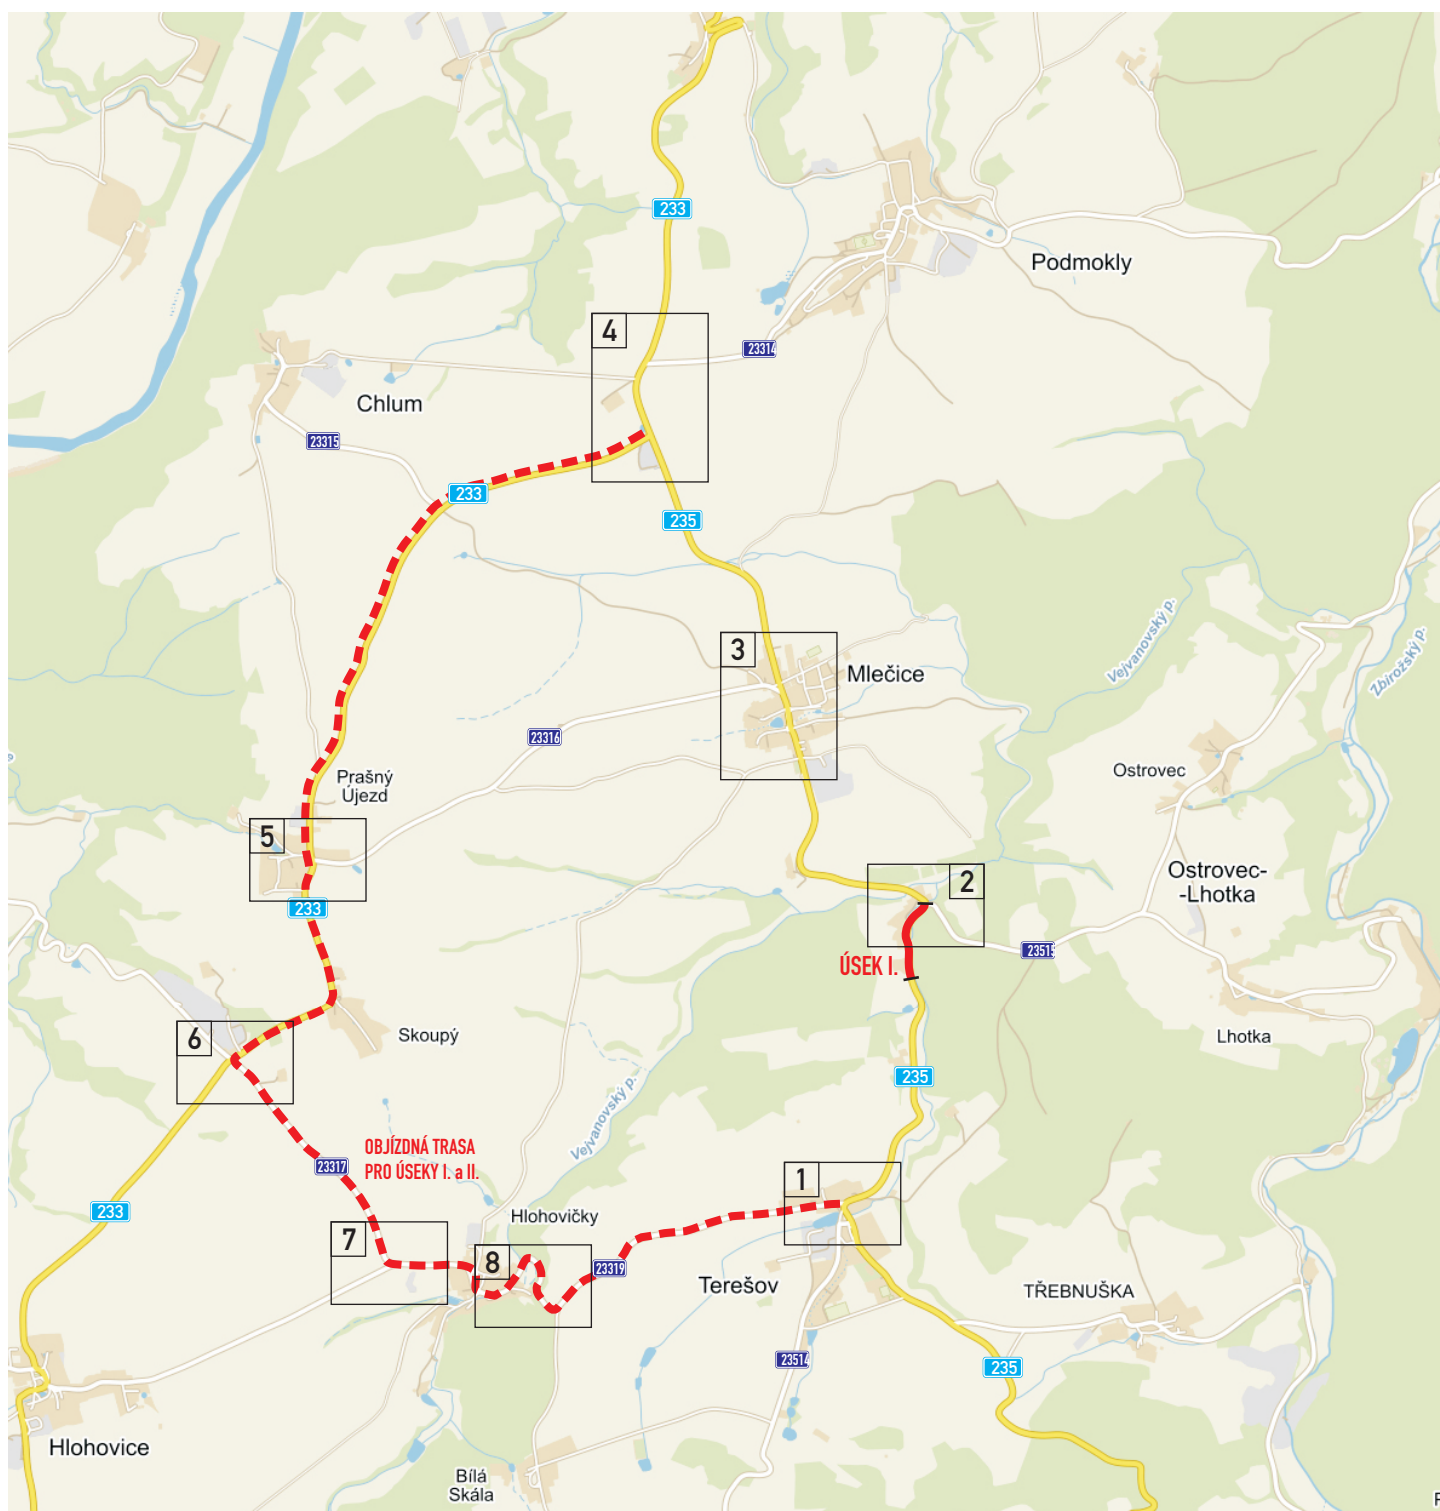 233
Podmokly
4
23314
Chlum
23315
233
235
3
Mlečice
Vejvanovský p.
Zbirožský p.
23316
Ostrovec
Prašný
Újezd
5
2
Ostrovec-
-Lhotka
233
23515
ÚSEK I.
6
Skoupý
Lhotka
235
Vejvanovský p.
OBJÍZDNÁ TRASA
PRO ÚSEKY I. a II.
23317
1
233
Hlohovičky
7
8
23319
Terešov
TŘEBNUŠKA
23514
235
Hlohovice
Bílá
Skála